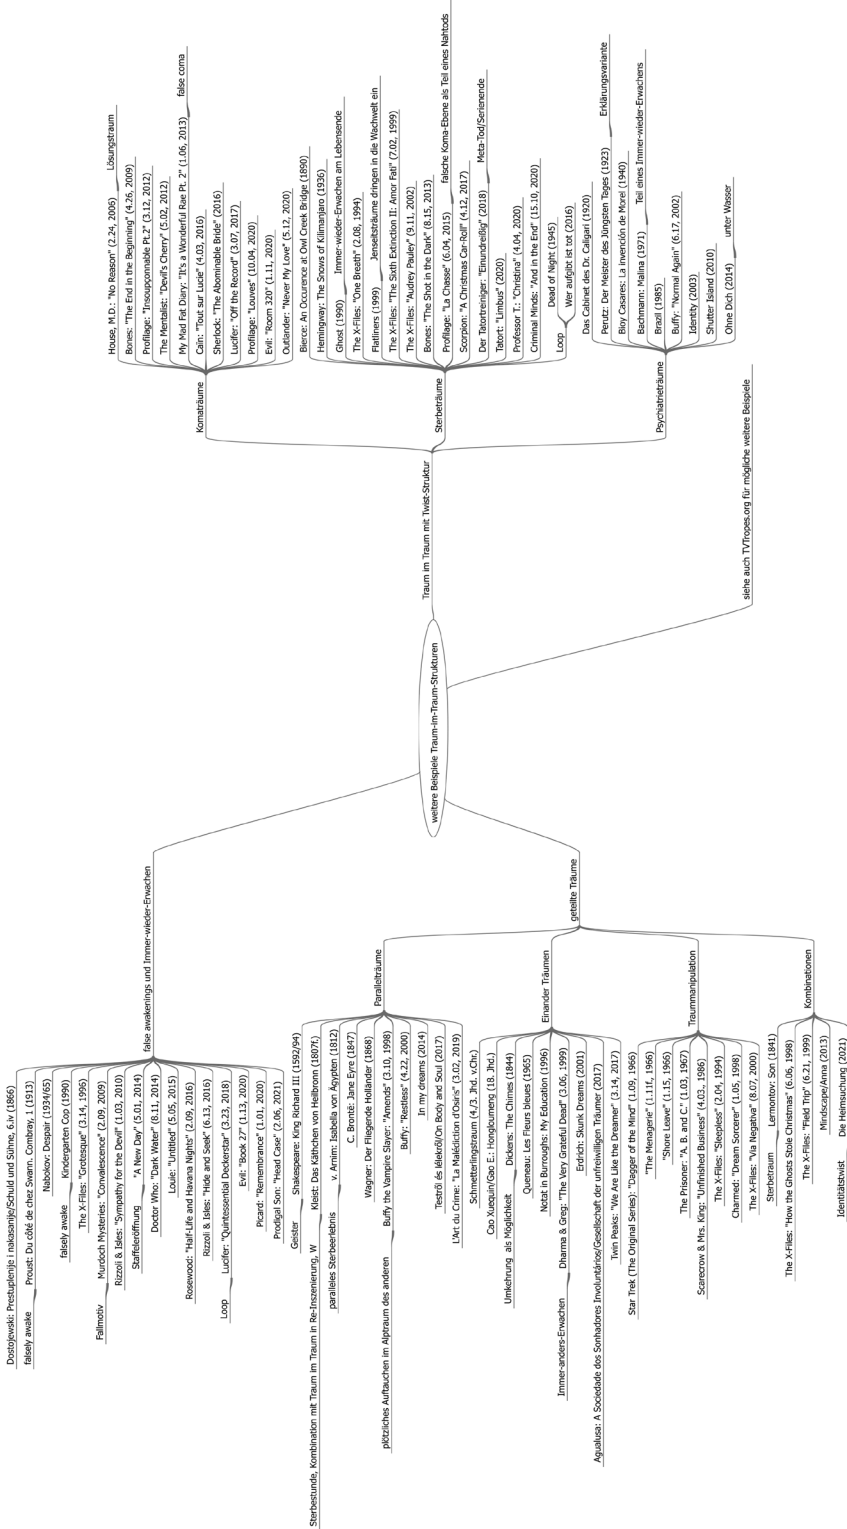 weitere Beispiele Traum-im-Traum-Strukturen
false awakenings und Immer-wieder-Erwachen
Dostojewski: Prestuplenije i nakasanije/Schuld und Sühne, 6.iv (1866)
falsely awake
Proust: Du côté de chez Swann. Combray, 1 (1913)
Nabokov: Despair (1934/65)
falsely awake
Kindergarten Cop (1990)
The X-Files: "Grotesque" (3.14, 1996)
Fallmotiv
Murdoch Mysteries: "Convalescence" (2.09, 2009)
Rizzoli & Isles: "Sympathy for the Devil" (1.03, 2010)
Staffeleröffnung
"A New Day" (5.01, 2014)
Doctor Who: "Dark Water" (8.11, 2014)
Louie: "Untitled" (5.05, 2015)
Rosewood: "Half-Life and Havana Nights" (2.09, 2016)
Rizzoli & Isles: "Hide and Seek" (6.13, 2016)
Loop
Lucifer: "Quintessential Deckerstar" (3.23, 2018)
Evil: "Book 27" (1.13, 2020)
Picard: "Remembrance" (1.01, 2020)
Prodigal Son: "Head Case" (2.06, 2021)
geteilte Träume
Parallelträume
Geister
Shakespeare: King Richard III (1592/94)
Sterbestunde, Kombination mit Traum im Traum in Re-Inszenierung, W
Kleist: Das Käthchen von Heilbronn (1807f.)
paralleles Sterbeerlebnis
v. Arnim: Isabella von Ägypten (1812)
C. Brontë: Jane Eyre (1847)
Wagner: Der Fliegende Holländer (1868)
plötzliches Auftauchen im Alptraum des anderen
Buffy the Vampire Slayer: "Amends" (3.10, 1998)
Buffy: "Restless" (4.22, 2000)
In my dreams (2014)
Teströl és lélekröl/On Body and Soul (2017)
L'Art du Crime: "La Malédiction d'Osiris" (3.02, 2019)
Einander Träumen
Schmetterlingstraum (4./3. Jhd. v.Chr.)
Cao Xuequin/Gao E.: Hongloumeng (18. Jhd.)
Umkehrung als Möglichkeit
Dickens: The Chimes (1844)
Queneau: Les Fleurs bleues (1965)
Notat in Burroughs: My Education (1996)
Immer-anders-Erwachen
Dharma & Greg: "The Very Grateful Dead" (3.06, 1999)
Erdrich: Skunk Dreams (2001)
Agualusa: A Sociedade dos Sonhadores Involuntários/Gesellschaft der unfreiwilligen Träumer (2017)
Twin Peaks: "We Are Like the Dreamer" (3.14, 2017)
Traummanipulation
Star Trek (The Original Series): "Dagger of the Mind" (1.09, 1966)
"The Menagerie" (1.11f, 1966)
"Shore Leave" (1.15, 1966)
The Prisoner: "A, B. and C." (1.03, 1967)
Scarecrow & Mrs. King: "Unfinished Business" (4.03., 1986)
The X-Files: "Sleepless" (2.04, 1994)
Charmed: "Dream Sorcerer" (1.05, 1998)
The X-Files: "Via Negativa" (8.07, 2000)
Kombinationen
Sterbetraum
Lermontov: Son (1841)
The X-Files: "How the Ghosts Stole Christmas" (6.06, 1998)
The X-Files: "Field Trip" (6.21, 1999)
Mindscape/Anna (2013)
Identitätstwist
Die Heimsuchung (2021)
Traum im Traum mit Twist-Struktur
Komaträume
House, M.D.: "No Reason" (2.24, 2006)
Lösungstraum
Bones: "The End in the Beginning" (4.26, 2009)
Profilage: "Insoupçonnable Pt.2" (3.12, 2012)
The Mentalist: "Devil's Cherry" (5.02, 2012)
My Mad Fat Diary: "It's a Wonderful Rae Pt. 2" (1.06, 2013)
false coma
Caïn: "Tout sur Lucie" (4.03, 2016)
Sherlock: "The Abominable Bride" (2016)
Lucifer: "Off the Record" (3.07, 2017)
Profilage: "Louves" (10.04, 2020)
Evil: "Room 320" (1.11, 2020)
Outlander: "Never My Love" (5.12, 2020)
Sterbeträume
Bierce: An Occurence at Owl Creek Bridge (1890)
Hemingway: The Snows of Kilimanjaro (1936)
Ghost (1990)
Immer-wieder-Erwachen am Lebensende
The X-Files: "One Breath" (2.08, 1994)
Flatliners (1999)
Jenseitsträume dringen in die Wachwelt ein
The X-Files: "The Sixth Extinction II: Amor Fati" (7.02, 1999)
The X-Files: "Audrey Pauley" (9.11, 2002)
Bones: "The Shot in the Dark" (8.15, 2013)
Profilage: "La Chasse" (6.04, 2015)
falsche Koma-Ebene als Teil eines Nahtods
Scorpion: "A Christmas Car-Roll" (4.12, 2017)
Der Tatortreiniger: "Einunddreißig" (2018)
Meta-Tod/Serienende
Tatort: "Limbus" (2020)
Professor T.: "Christina" (4.04, 2020)
Criminal Minds: "And in the End" (15.10, 2020)
Loop
Dead of Night (1945)
Wer aufgibt ist tot (2016)
Psychiatrieträume
Das Cabinet des Dr. Caligari (1920)
Perutz: Der Meister des Jüngsten Tages (1923)
Erklärungsvariante
Bioy Casares: La invención de Morel (1940)
Bachmann: Malina (1971)
Teil eines Immer-wieder-Erwachens
Brazil (1985)
Buffy: "Normal Again" (6.17, 2002)
Identity (2003)
Shutter Island (2010)
Ohne Dich (2014)
unter Wasser
siehe auch TVTropes.org für mögliche weitere Beispiele